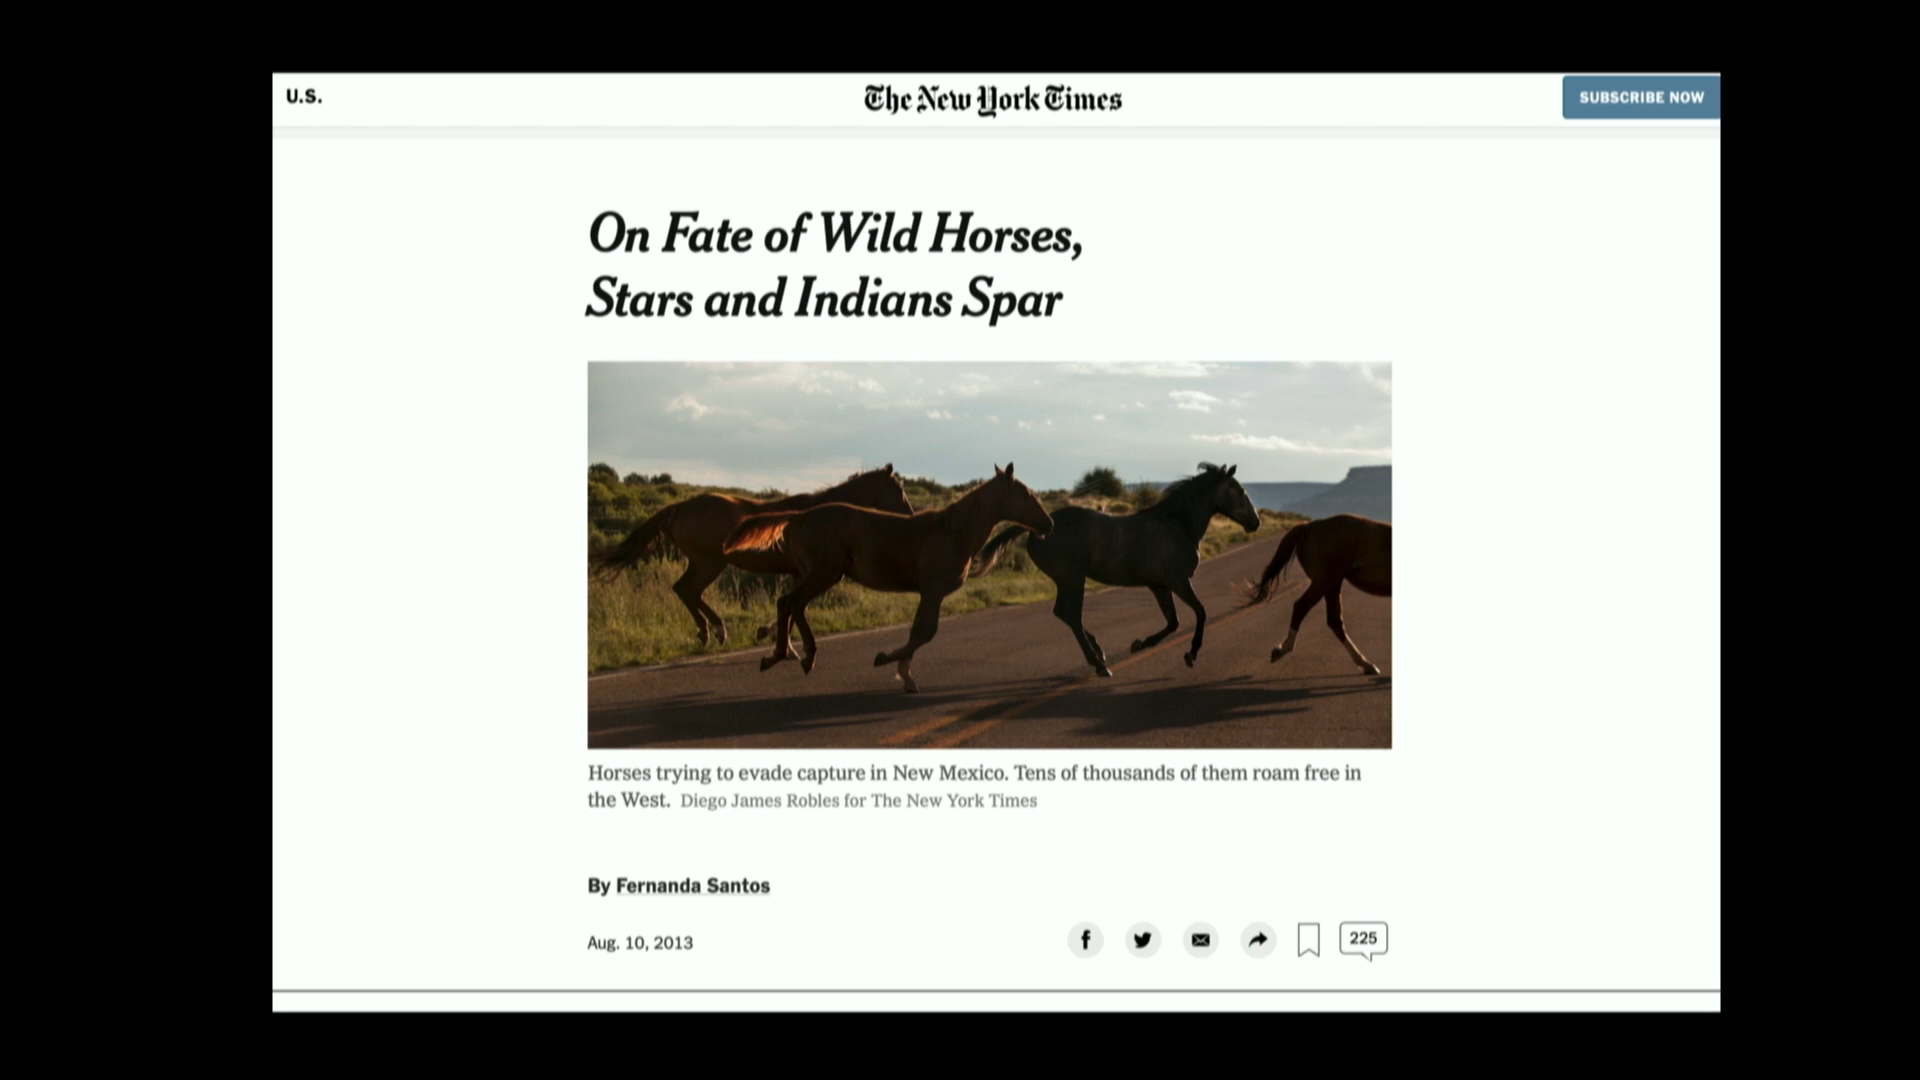 U.S.
The New York Times
SUBSCRIBE NOW
On Fate of Wild Horses,
Stars and Indians Spar
Horses trying to evade capture in New Mexico. Tens of thousands of them roam free in
the West. Diego James Robles for The New York Times
By Fernanda Santos
Aug. 10, 2013
225